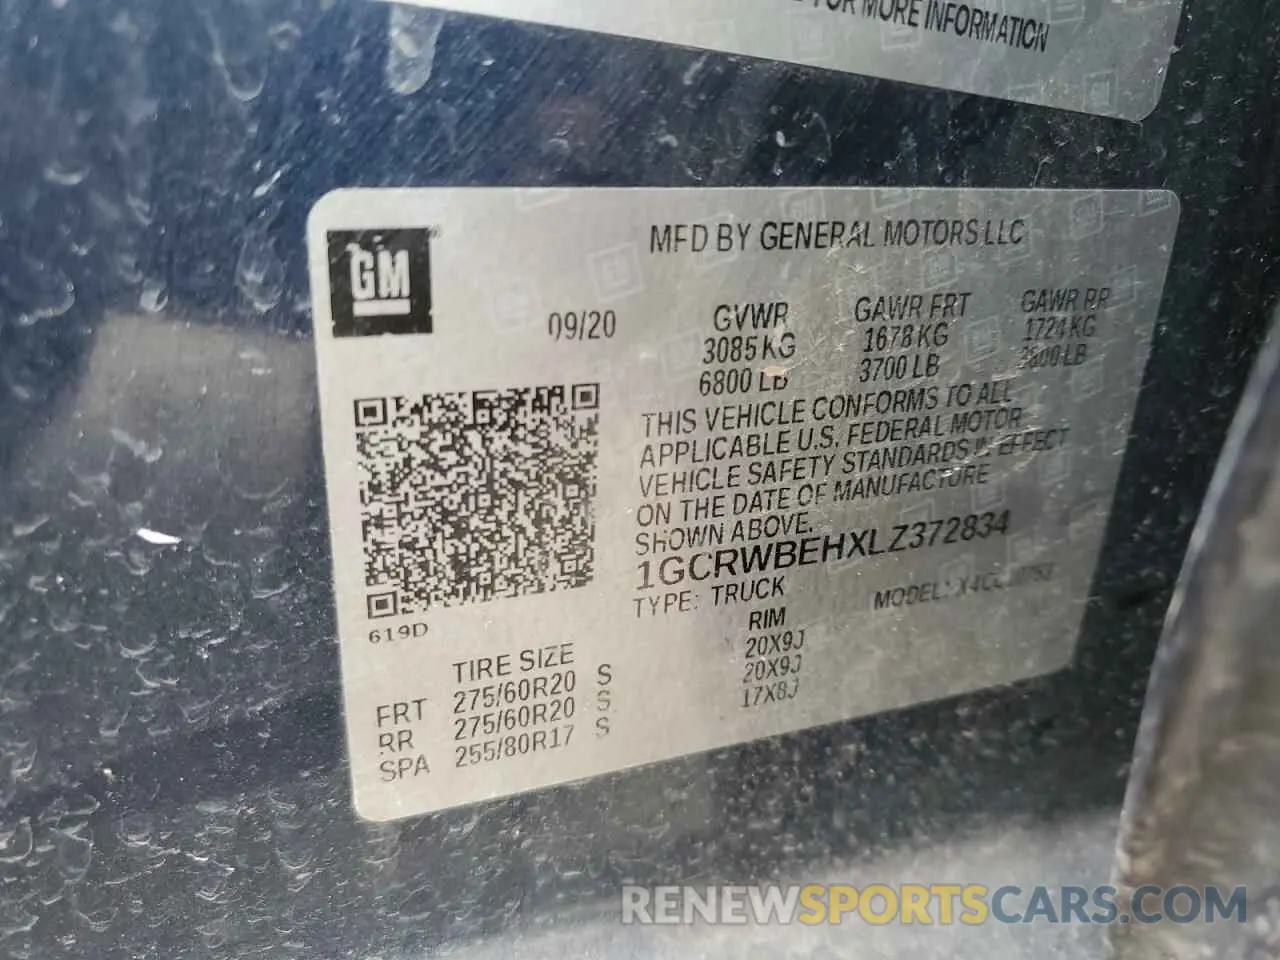 FOR MORE INFORMATION
GM
MFD BY GENERAL MOTORS LLC
09/20
GVWR
3085 KG
6800 LB
GAWR FRT
1678 KG
3700 LB
GAWR RR
1724 KG
3800 LB
THIS VEHICLE CONFORMS TO ALL
APPLICABLE U.S. FEDERAL MOTOR
VEHICLE SAFETY STANDARDS IN EFFECT
ON THE DATE OF MANUFACTURE
SHOWN ABOVE.
1GCRWBEHXLZ372834
TYPE: TRUCK
MODEL:
619D
TIRE SIZE
RIM
FRT 275/60R20 S 20X9J
RR 275/60R20 S 20X9J
SPA 255/80R17 S 17X8J
RENEWSPORTSCARS.COM